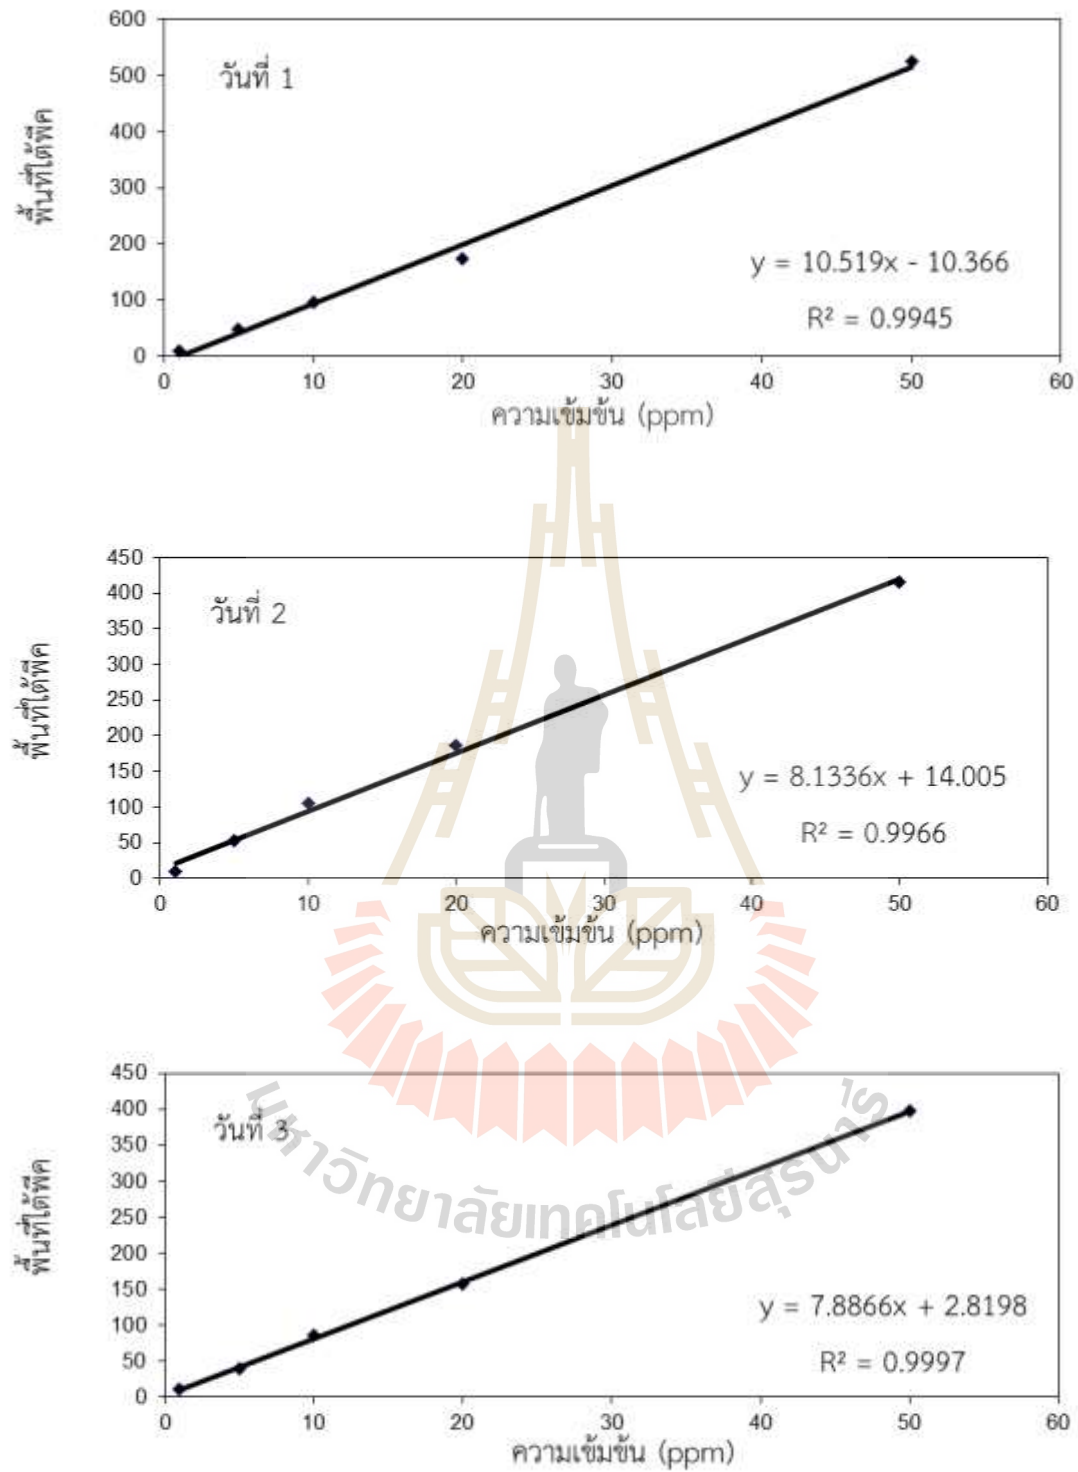 600
วันที่ 1
500
400
300
200
100
0
พื้นที่ใต้พีค
y = 10.519x - 10.366
R² = 0.9945
0 10 20 30 40 50 60
ความเข้มข้น (ppm)
450
วันที่ 2
400
350
300
250
200
150
100
50
0
พื้นที่ใต้พีค
y = 8.1336x + 14.005
R² = 0.9966
0 10 20 30 40 50 60
ความเข้มข้น (ppm)
450
วันที่ 3
400
350
300
250
200
150
100
50
0
พื้นที่ใต้พีค
y = 7.8866x + 2.8198
R² = 0.9997
0 10 20 30 40 50 60
ความเข้มข้น (ppm)
มหาวิทยาลัยเทคโนโลยีสุรนารี